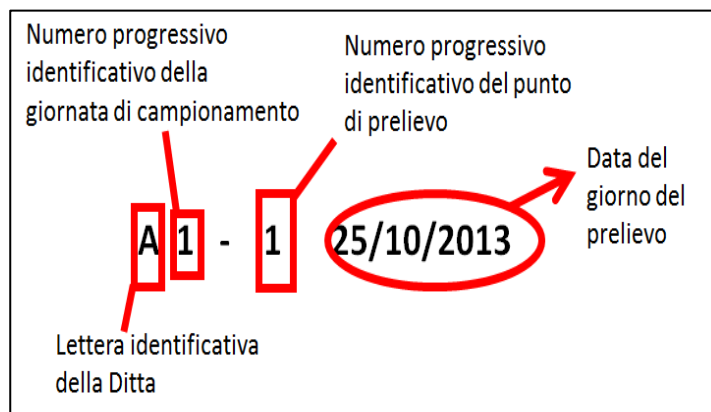 Numero progressivo
identificativo della
giornata di campionamento
Numero progressivo
identificativo del punto
di prelievo
Data del
giorno del
prelievo
A 1 - 1 25/10/2013
Lettera identificativa
della Ditta